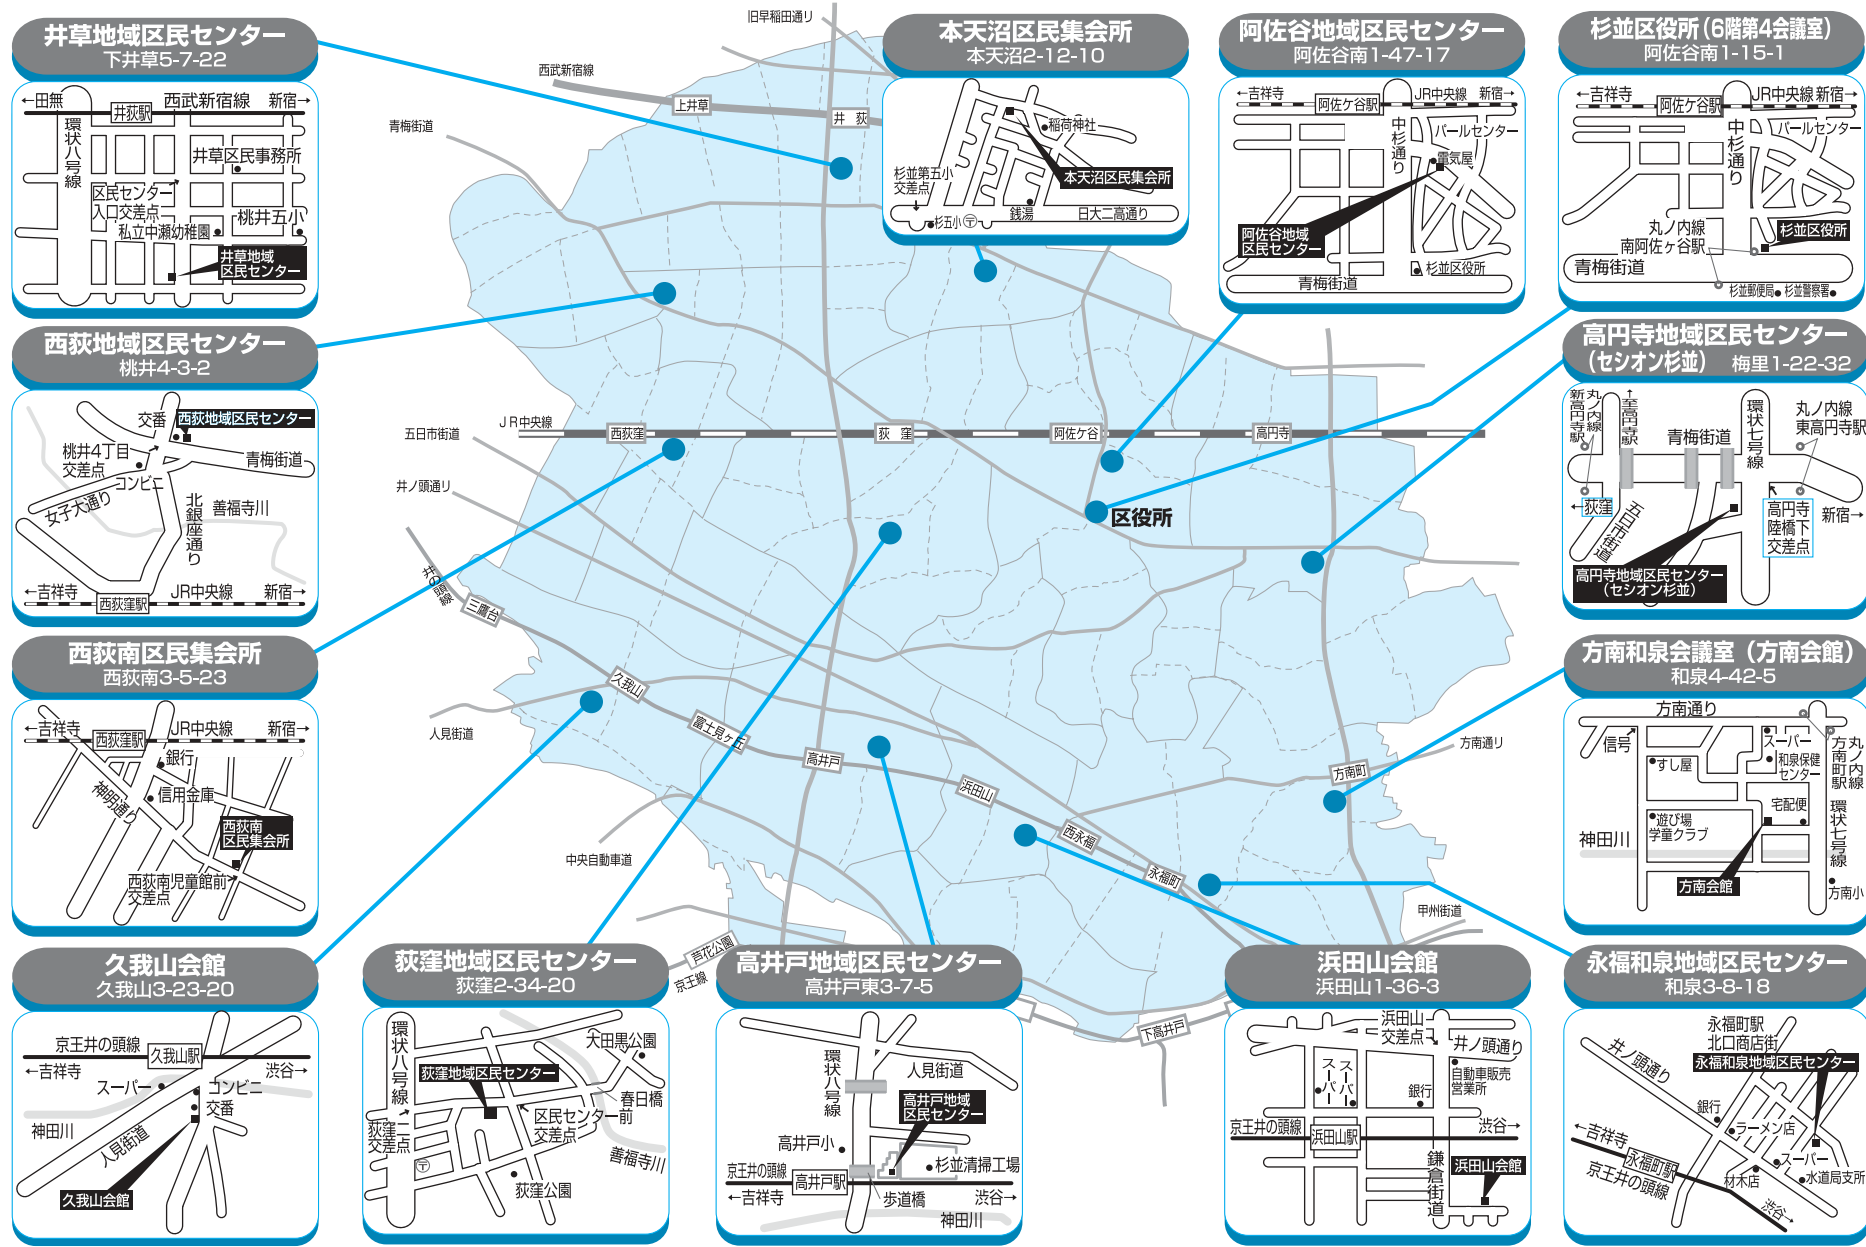 井草地域区民センター
下井草5-7-22
←田無
西武新宿線
新宿→
井荻駅
環状八号線
井草区民事務所
区民センター
入口交差点
私立中瀬幼稚園
桃井五小
井草地域
区民センター
西荻地域区民センター
桃井4-3-2
交番
西荻地域区民センター
桃井4丁目
交差点
コンビニ
青梅街道
女子大通り
北銀座通り
善福寺川
←吉祥寺
JR中央線
新宿→
西荻窪駅
西荻南区民集会所
西荻南3-5-23
←吉祥寺
JR中央線
新宿→
西荻窪駅
銀行
信用金庫
神明通り
西荻南
区民集会所
西荻南児童館前
交差点
久我山会館
久我山3-23-20
京王井の頭線
久我山駅
←吉祥寺
渋谷→
スーパー
コンビニ
交番
神田川
人見街道
久我山会館
旧早稲田通り
西武新宿線
上井草
井荻
青梅街道
JR中央線
五日市街道
井ノ頭通り
西荻窪
荻窪
阿佐ケ谷
高円寺
区役所
井の頭線
三鷹台
久我山
人見街道
富士見ヶ丘
高井戸
浜田山
西永福
永福町
方南町
方南通り
中央自動車道
甲州街道
芦花公園
京王線
下高井戸
本天沼区民集会所
本天沼2-12-10
稲荷神社
杉並第五小
交差点
本天沼区民集会所
銭湯
日大二高通り
杉五小
〒
阿佐谷地域区民センター
阿佐谷南1-47-17
←吉祥寺
JR中央線
新宿→
阿佐ケ谷駅
中杉通り
パールセンター
電気屋
阿佐谷地域
区民センター
杉並区役所
青梅街道
杉並区役所(6階第4会議室)
阿佐谷南1-15-1
←吉祥寺
JR中央線
新宿→
阿佐ケ谷駅
中杉通り
パールセンター
丸ノ内線
南阿佐ヶ谷駅
杉並区役所
青梅街道
杉並郵便局
杉並警察署
高円寺地域区民センター
(セシオン杉並) 梅里1-22-32
丸ノ内線
新高円寺駅
←至高円寺駅
青梅街道
環状七号線
丸ノ内線
東高円寺駅
←荻窪
五日市街道
高円寺
陸橋下
交差点
新宿→
高円寺地域区民センター
(セシオン杉並)
方南和泉会議室(方南会館)
和泉4-42-5
方南通り
信号
スーパー
すし屋
和泉保健
センター
丸ノ内線
方南町駅
宅配便
環状七号線
遊び場
学童クラブ
神田川
方南会館
方南小
荻窪地域区民センター
荻窪2-34-20
環状八号線
大田黒公園
荻窪地域区民センター
春日橋
区民センター前
交差点
荻窪二
交差点
〒
善福寺川
荻窪公園
高井戸地域区民センター
高井戸東3-7-5
環状八号線
人見街道
高井戸地域
区民センター
高井戸小
京王井の頭線
高井戸駅
杉並清掃工場
←吉祥寺
歩道橋
渋谷→
神田川
浜田山会館
浜田山1-36-3
浜田山
交差点
井ノ頭通り
スーパー
スーパー
自動車販売
営業所
銀行
京王井の頭線
浜田山駅
渋谷→
鎌倉街道
浜田山会館
永福和泉地域区民センター
和泉3-8-18
永福町駅
北口商店街
井ノ頭通り
永福和泉地域区民センター
銀行
ラーメン店
←吉祥寺
永福町駅
京王井の頭線
スーパー
材木店
水道局支所
渋谷→